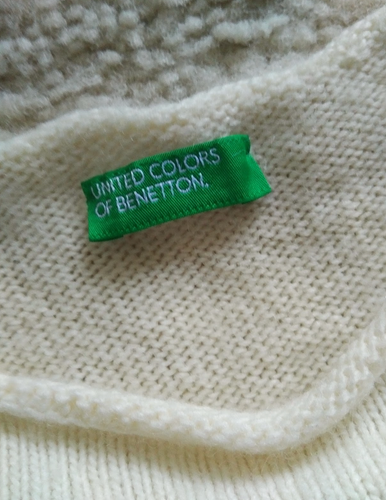 UNITED COLORS
OF BENETTON.